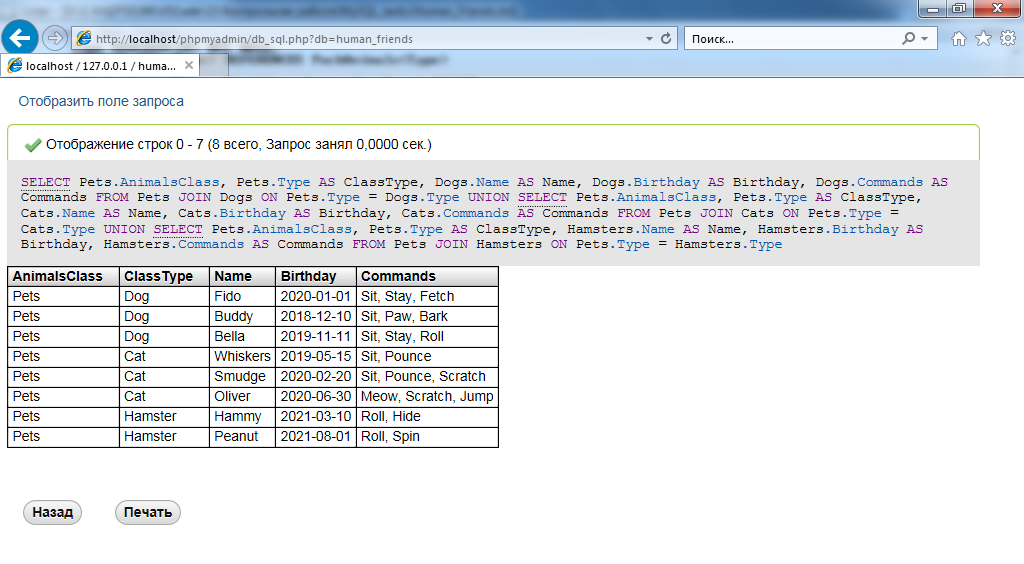 http://localhost/phpmyadmin/db_sql.php?db=human_friends
Поиск...
localhost / 127.0.0.1 / huma...
Отобразить поле запроса
Отображение строк 0 - 7 (8 всего, Запрос занял 0,0000 сек.)
SELECT Pets.AnimalsClass, Pets.Type AS ClassType, Dogs.Name AS Name, Dogs.Birthday AS Birthday, Dogs.Commands AS
Commands FROM Pets JOIN Dogs ON Pets.Type = Dogs.Type UNION SELECT Pets.AnimalsClass, Pets.Type AS ClassType,
Cats.Name AS Name, Cats.Birthday AS Birthday, Cats.Commands AS Commands FROM Pets JOIN Cats ON Pets.Type =
Cats.Type UNION SELECT Pets.AnimalsClass, Pets.Type AS ClassType, Hamsters.Name AS Name, Hamsters.Birthday AS
Birthday, Hamsters.Commands AS Commands FROM Pets JOIN Hamsters ON Pets.Type = Hamsters.Type
AnimalsClass ClassType Name Birthday Commands
Pets Dog Fido 2020-01-01 Sit, Stay, Fetch
Pets Dog Buddy 2018-12-10 Sit, Paw, Bark
Pets Dog Bella 2019-11-11 Sit, Stay, Roll
Pets Cat Whiskers 2019-05-15 Sit, Pounce
Pets Cat Smudge 2020-02-20 Sit, Pounce, Scratch
Pets Cat Oliver 2020-06-30 Meow, Scratch, Jump
Pets Hamster Hammy 2021-03-10 Roll, Hide
Pets Hamster Peanut 2021-08-01 Roll, Spin
Назад Печать